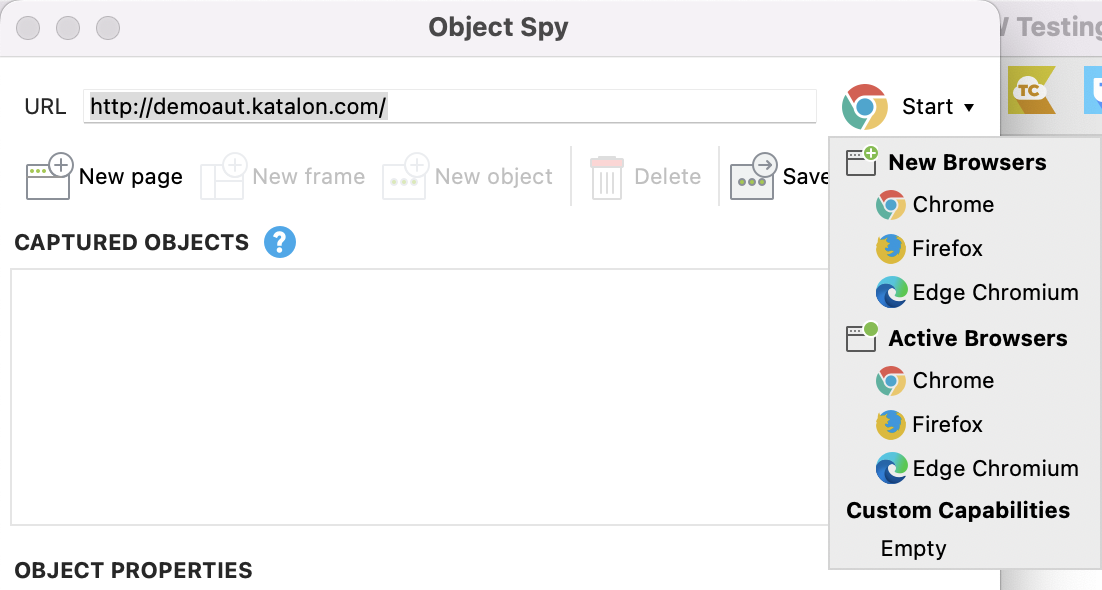 Object Spy
Testing
URL http://demoaut.katalon.com/ Start
TC
New page New frame New object Delete Save
CAPTURED OBJECTS ?
New Browsers
Chrome
Firefox
Edge Chromium
Active Browsers
Chrome
Firefox
Edge Chromium
Custom Capabilities
Empty
OBJECT PROPERTIES